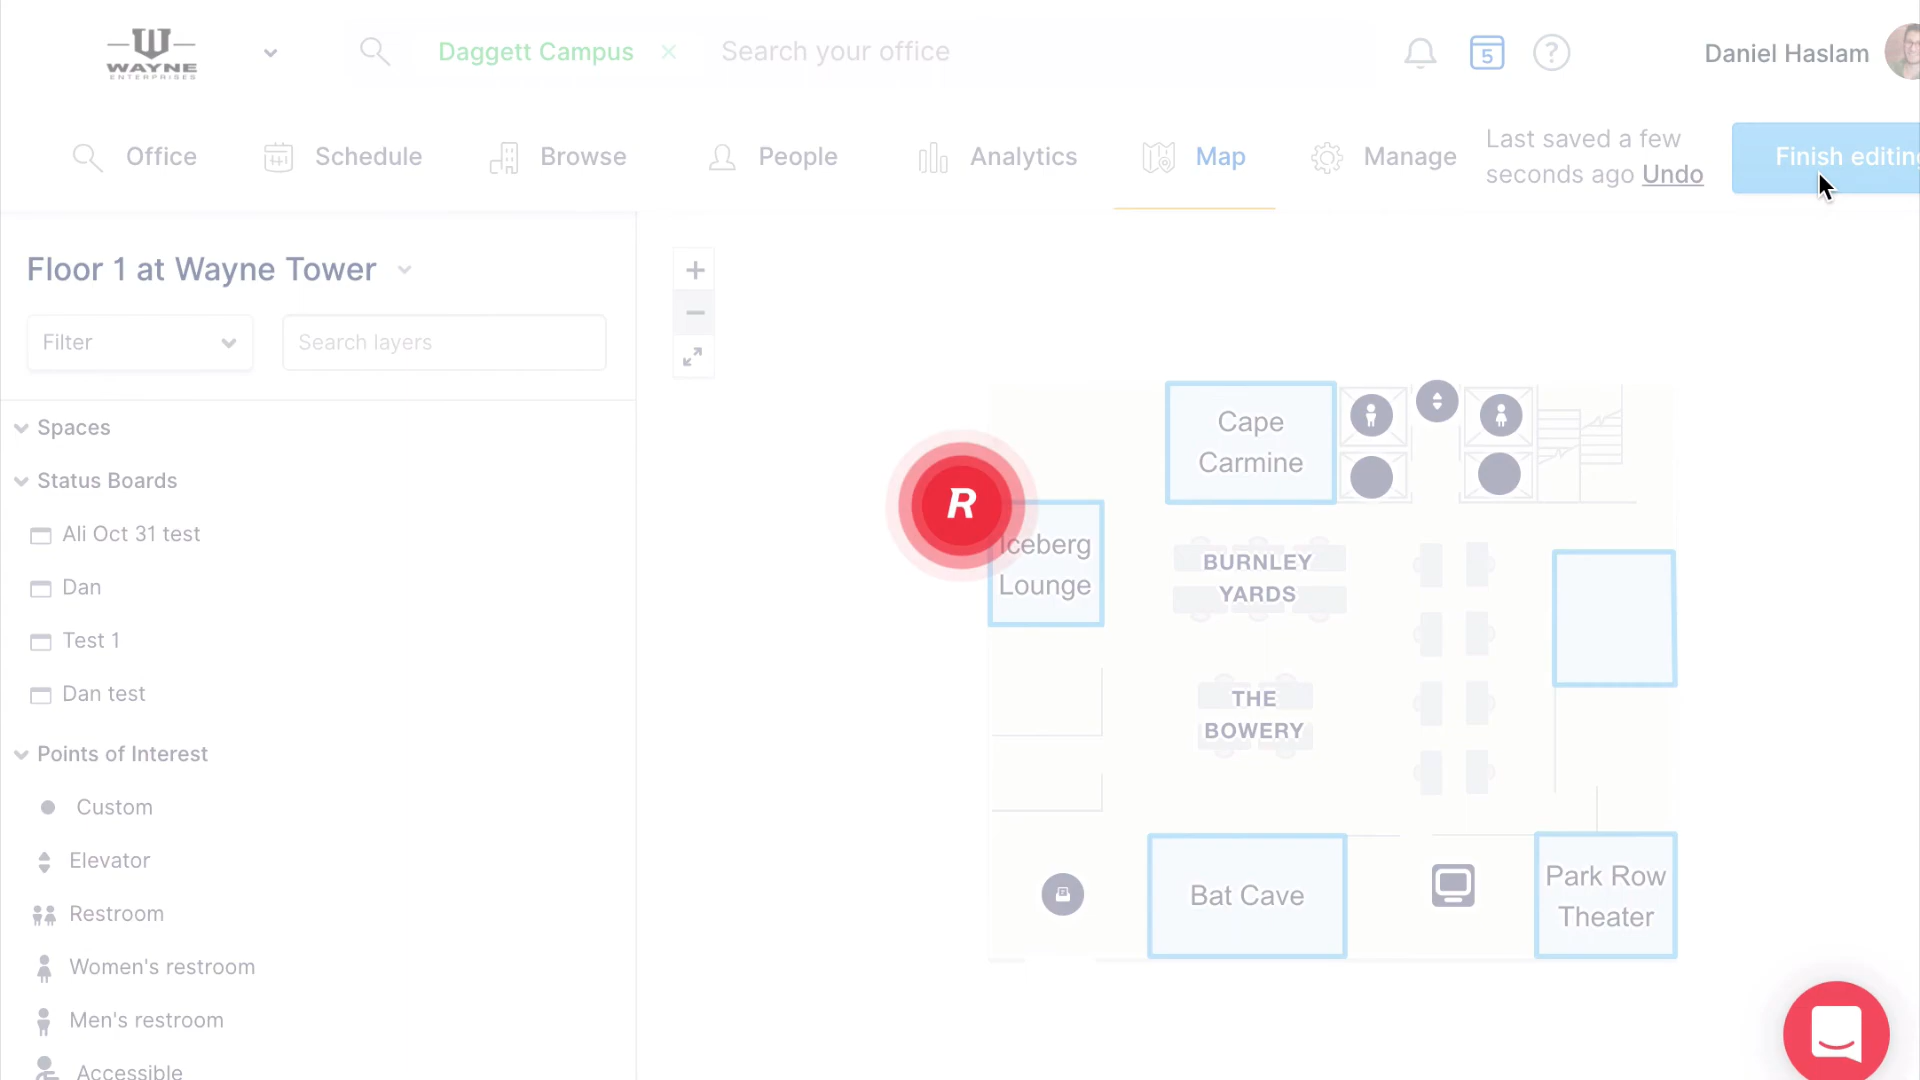 WAYNE
ENTERPRISES
Daggett Campus
Search your office
5
?
Daniel Haslam
Office
Schedule
Browse
People
Analytics
Map
Manage
Last saved a few
seconds ago Undo
Finish editing
Floor 1 at Wayne Tower
Filter
Search layers
Spaces
Status Boards
Ali Oct 31 test
Dan
Test 1
Dan test
Points of Interest
Custom
Elevator
Restroom
Women's restroom
Men's restroom
Accessible
Cape
Carmine
R
Iceberg
Lounge
BURNLEY
YARDS
THE
BOWERY
Bat Cave
Park Row
Theater